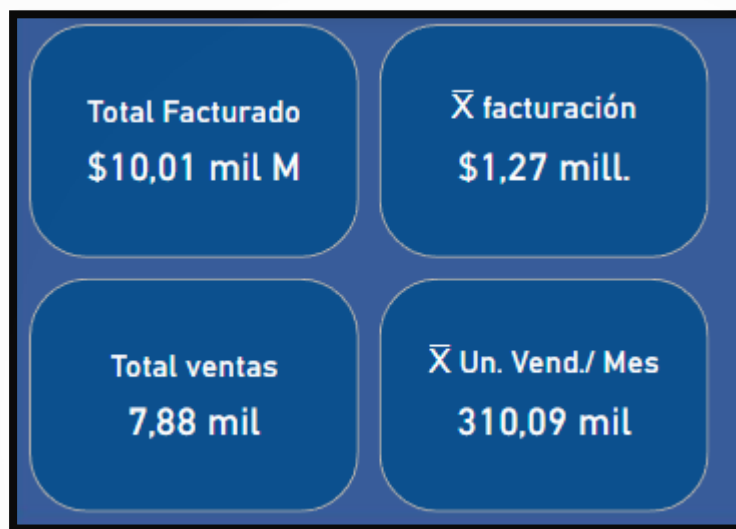 Total Facturado
$10,01 mil M
X̅ facturación
$1,27 mill.
Total ventas
7,88 mil
X̅ Un. Vend./ Mes
310,09 mil